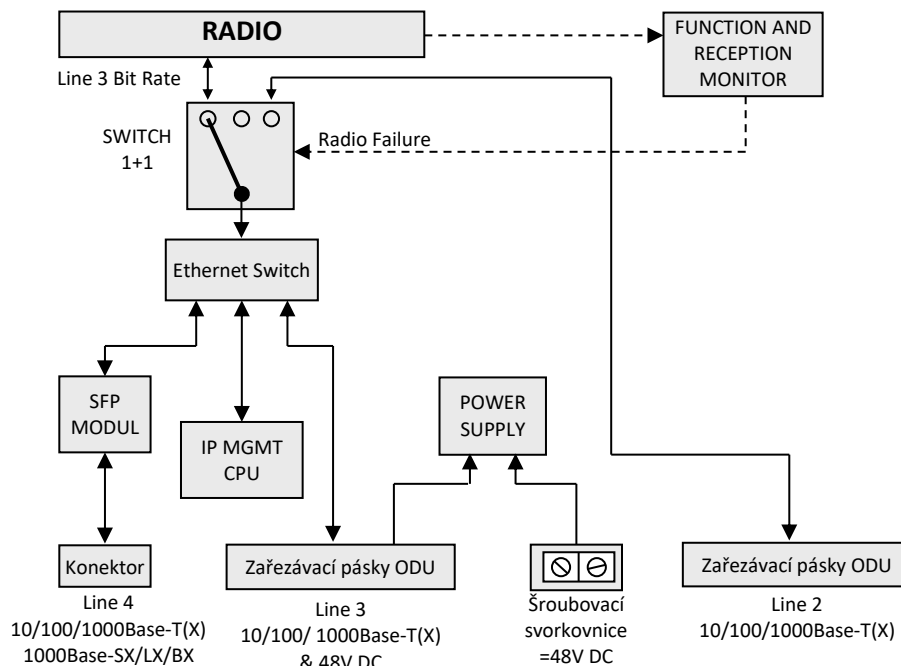 RADIO
FUNCTION AND
RECEPTION
MONITOR
Line 3 Bit Rate
SWITCH
1+1
Radio Failure
Ethernet Switch
SFP
MODUL
IP MGMT
CPU
POWER
SUPPLY
Konektor
Zařezávací pásky ODU
Zařezávací pásky ODU
Line 4
10/100/1000Base-T(X)
1000Base-SX/LX/BX
Line 3
10/100/ 1000Base-T(X)
& 48V DC
Šroubovací
svorkovnice
=48V DC
Line 2
10/100/1000Base-T(X)